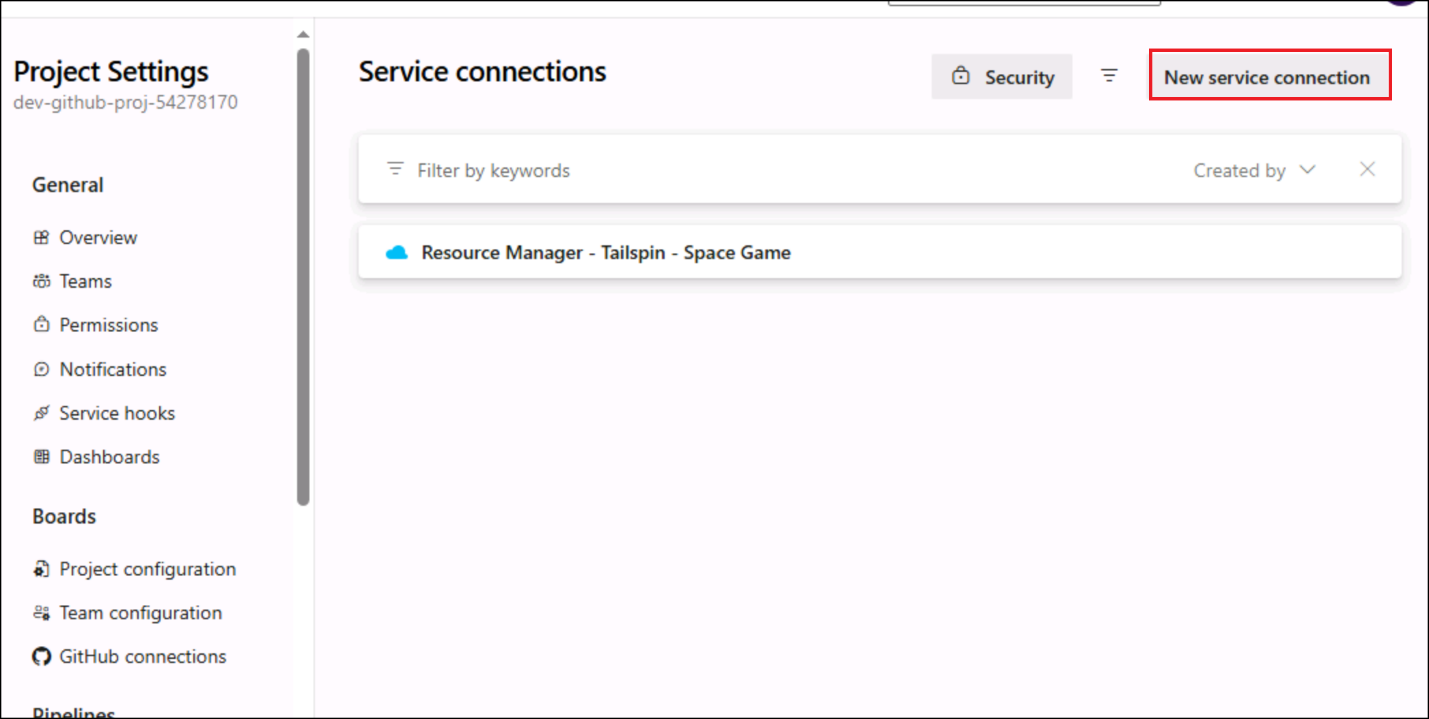 Project Settings
dev-github-proj-54278170
General
Overview
Teams
Permissions
Notifications
Service hooks
Dashboards
Boards
Project configuration
Team configuration
GitHub connections
Pipelines
Service connections
Security
New service connection
Filter by keywords
Created by
Resource Manager - Tailspin - Space Game